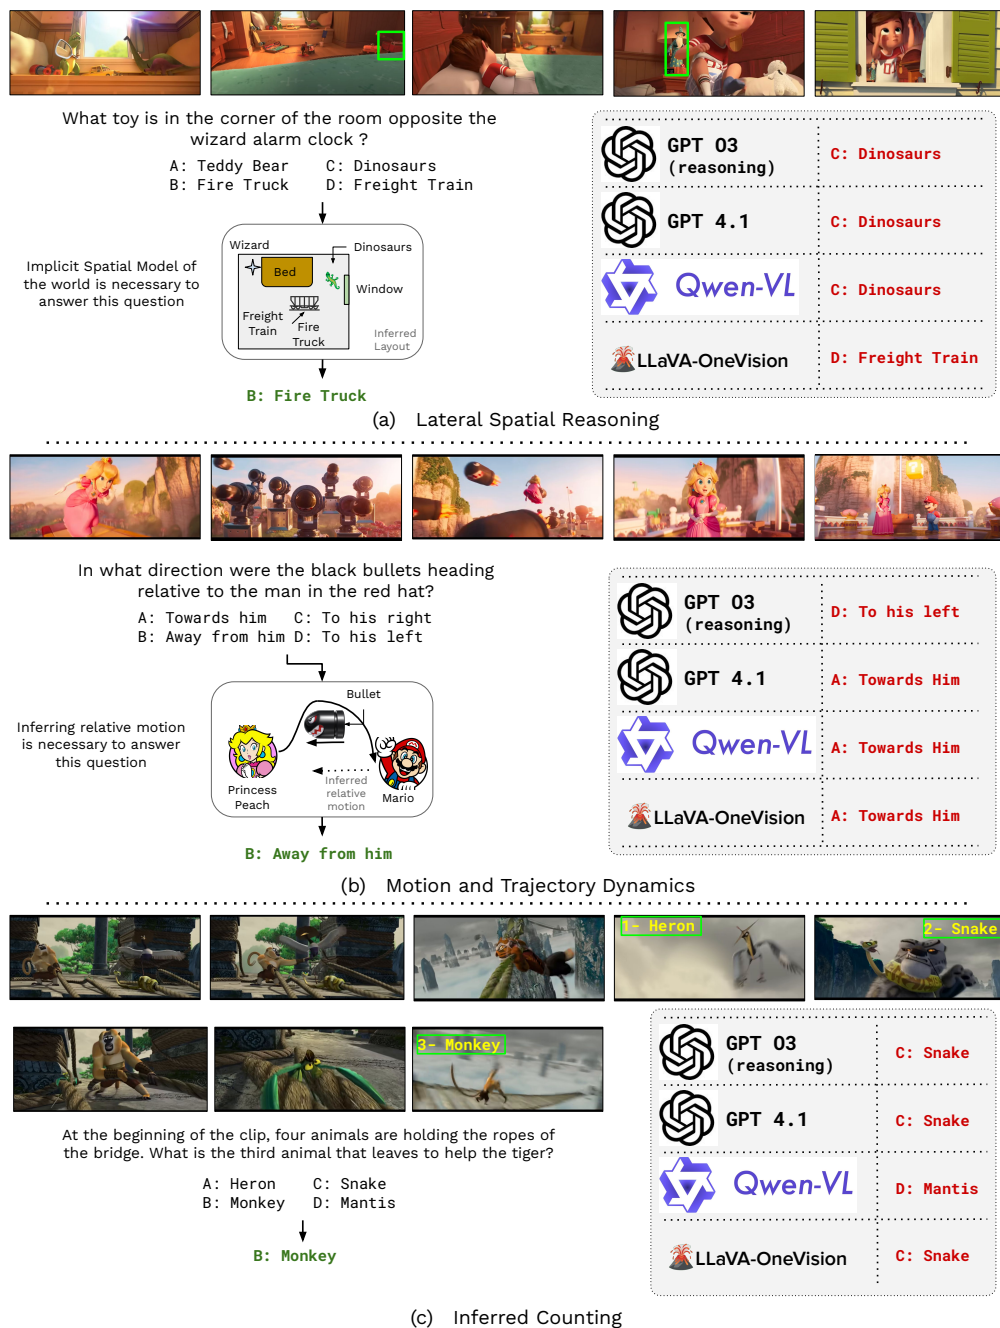 What toy is in the corner of the room opposite the
wizard alarm clock ?
A: Teddy Bear C: Dinosaurs
B: Fire Truck D: Freight Train
Implicit Spatial Model of
the world is necessary to
answer this question
Wizard
Dinosaurs
Bed
Window
Freight
Train
Fire
Truck
Inferred
Layout
B: Fire Truck
GPT O3
(reasoning)
C: Dinosaurs
GPT 4.1
C: Dinosaurs
Qwen-VL
C: Dinosaurs
LLaVA-OneVision
D: Freight Train
(a) Lateral Spatial Reasoning
In what direction were the black bullets heading
relative to the man in the red hat?
A: Towards him C: To his right
B: Away from him D: To his left
Inferring relative motion
is necessary to answer
this question
Bullet
Princess
Peach
Inferred
relative
motion
Mario
B: Away from him
GPT O3
(reasoning)
D: To his left
GPT 4.1
A: Towards Him
Qwen-VL
A: Towards Him
LLaVA-OneVision
A: Towards Him
(b) Motion and Trajectory Dynamics
1- Heron
2- Snake
3- Monkey
At the beginning of the clip, four animals are holding the ropes of
the bridge. What is the third animal that leaves to help the tiger?
A: Heron C: Snake
B: Monkey D: Mantis
B: Monkey
GPT O3
(reasoning)
C: Snake
GPT 4.1
C: Snake
Qwen-VL
D: Mantis
LLaVA-OneVision
C: Snake
(c) Inferred Counting